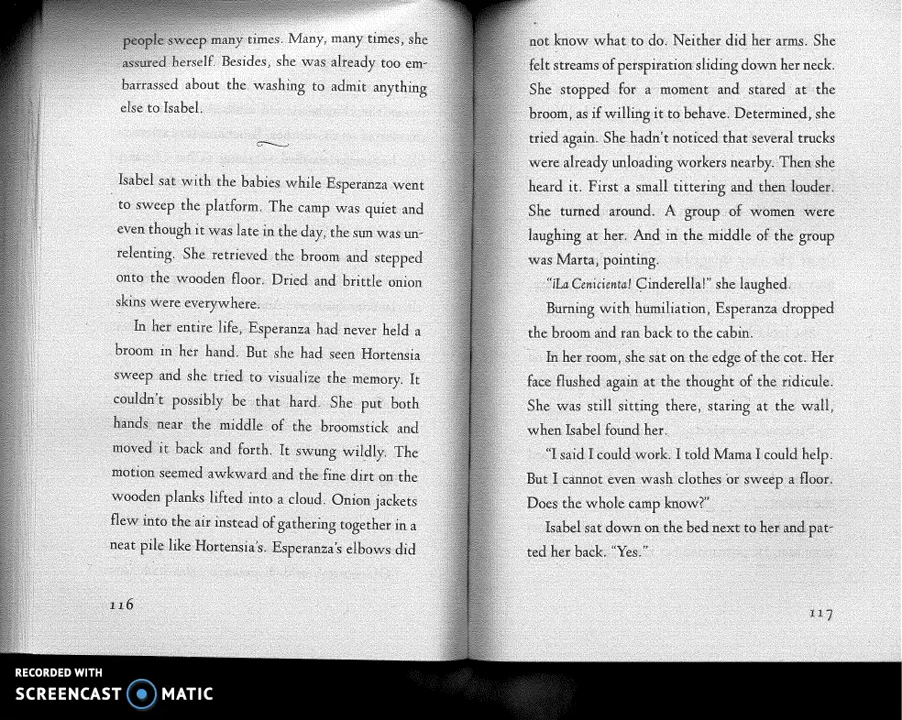 people sweep many times. Many, many times, she
assured herself. Besides, she was already too em-
barrassed about the washing to admit anything
else to Isabel.
Isabel sat with the babies while Esperanza went
to sweep the platform. The camp was quiet and
even though it was late in the day, the sun was un-
relenting. She retrieved the broom and stepped
onto the wooden floor. Dried and brittle onion
skins were everywhere.
In her entire life, Esperanza had never held a
broom in her hand. But she had seen Hortensia
sweep and she tried to visualize the memory. It
couldn't possibly be that hard. She put both
hands near the middle of the broomstick and
moved it back and forth. It swung wildly. The
motion seemed awkward and the fine dirt on the
wooden planks lifted into a cloud. Onion jackets
flew into the air instead of gathering together in a
neat pile like Hortensia's. Esperanza's elbows did
116
not know what to do. Neither did her arms. She
felt streams of perspiration sliding down her neck.
She stopped for a moment and stared at the
broom, as if willing it to behave. Determined, she
tried again. She hadn't noticed that several trucks
were already unloading workers nearby. Then she
heard it. First a small tittering and then louder.
She turned around. A group of women were
laughing at her. And in the middle of the group
was Marta, pointing.
"¡La Cenicienta! Cinderella!" she laughed.
Burning with humiliation, Esperanza dropped
the broom and ran back to the cabin.
In her room, she sat on the edge of the cot. Her
face flushed again at the thought of the ridicule.
She was still sitting there, staring at the wall,
when Isabel found her.
"I said I could work. I told Mama I could help.
But I cannot even wash clothes or sweep a floor.
Does the whole camp know?"
Isabel sat down on the bed next to her and pat-
ted her back. "Yes."
117
RECORDED WITH
SCREENCAST MATIC